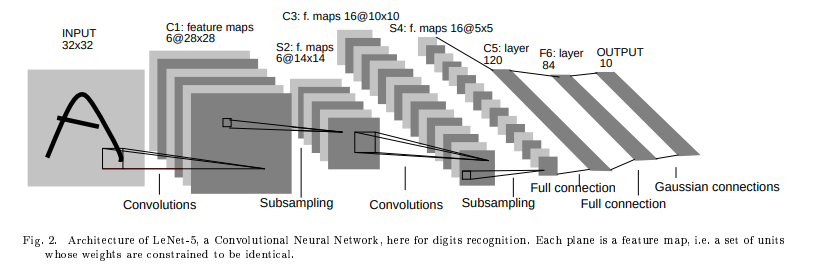 INPUT
32x32
C1: feature maps
6@28x28
S2: f. maps
6@14x14
C3: f. maps 16@10x10
S4: f. maps 16@5x5
C5: layer
120
F6: layer
84
OUTPUT
10
Convolutions
Subsampling
Convolutions
Subsampling
Full connection
Full connection
Gaussian connections
Fig. 2. Architecture of LeNet-5, a Convolutional Neural Network, here for digits recognition. Each plane is a feature map, i.e. a set of units
whose weights are constrained to be identical.